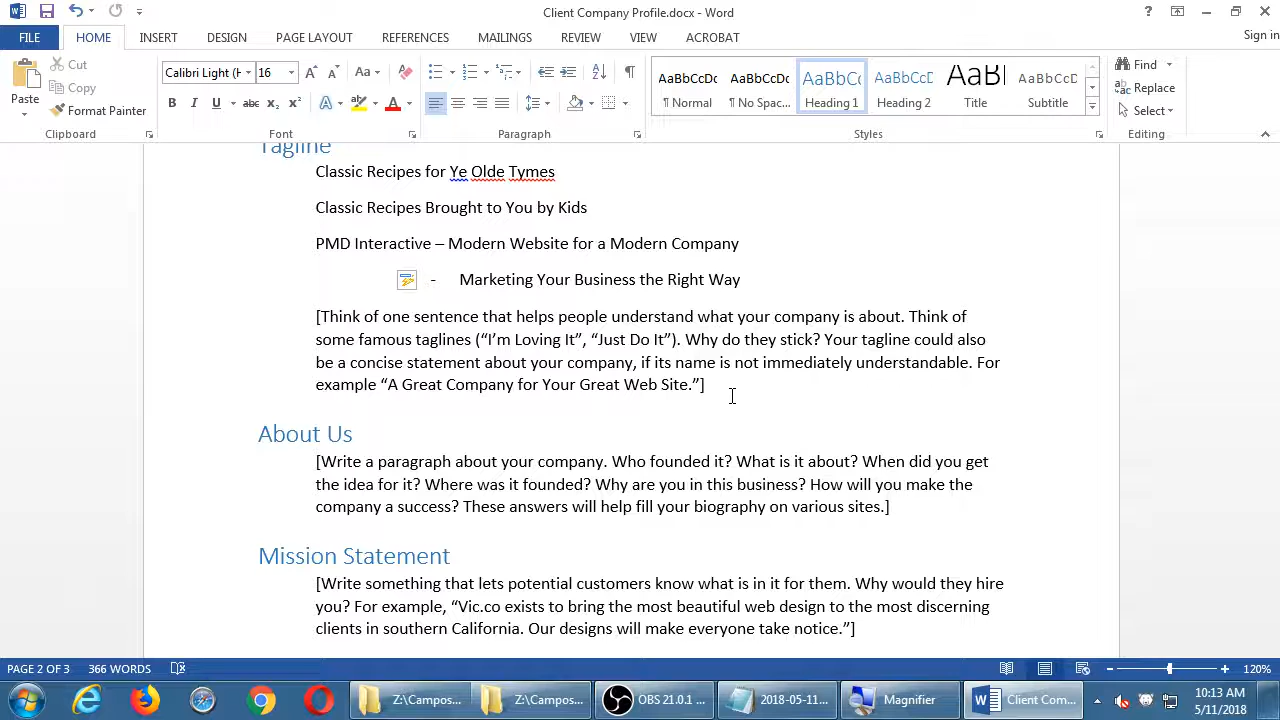 Client Company Profile.docx - Word
?
Sign in
FILE
HOME
INSERT
DESIGN
PAGE LAYOUT
REFERENCES
MAILINGS
REVIEW
VIEW
ACROBAT
Paste
Cut
Copy
Format Painter
Clipboard
Calibri Light (H
16
Aa
B I U abc x₂ x²
A
A
Font
Paragraph
AaBbCcDc
¶ Normal
AaBbCcDc
¶ No Spac...
AaBbCc
Heading 1
AaBbCcDc
Heading 2
AaBl
Title
AaBbCcDc
Subtitle
Styles
Find
Replace
Select
Editing
Tagline
Classic Recipes for Ye Olde Tymes
Classic Recipes Brought to You by Kids
PMD Interactive – Modern Website for a Modern Company
- Marketing Your Business the Right Way
[Think of one sentence that helps people understand what your company is about. Think of
some famous taglines (“I’m Loving It”, “Just Do It”). Why do they stick? Your tagline could also
be a concise statement about your company, if its name is not immediately understandable. For
example “A Great Company for Your Great Web Site.”]
About Us
[Write a paragraph about your company. Who founded it? What is it about? When did you get
the idea for it? Where was it founded? Why are you in this business? How will you make the
company a success? These answers will help fill your biography on various sites.]
Mission Statement
[Write something that lets potential customers know what is in it for them. Why would they hire
you? For example, “Vic.co exists to bring the most beautiful web design to the most discerning
clients in southern California. Our designs will make everyone take notice.”]
PAGE 2 OF 3
366 WORDS
120%
Z:\Campos...
Z:\Campos...
OBS 21.0.1 ...
2018-05-11...
Magnifier
Client Com...
10:13 AM
5/11/2018